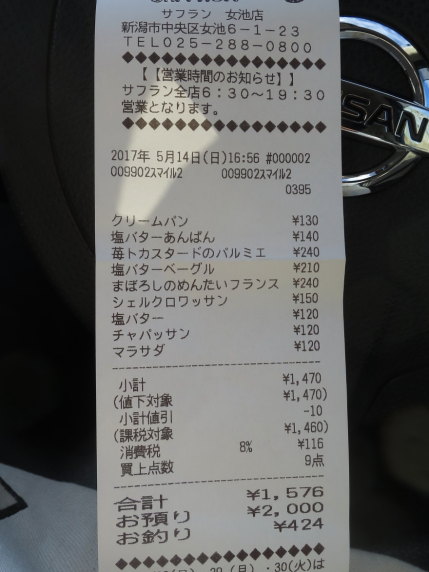 サフラン 女池店
新潟市中央区女池6-1-23
TEL025-288-0800
◆◆◆◆◆◆◆◆◆◆◆◆◆◆◆◆
【【営業時間のお知らせ】】
サフラン全店6:30～19:30
営業となります。
◆◆◆◆◆◆◆◆◆◆◆◆◆◆◆◆
2017年 5月14日(日)16:56 #000002
009902スマイル2 009902スマイル2
0395
クリームパン ¥130
塩バターあんぱん ¥140
苺トカスタードのパルミエ ¥240
塩バターベーグル ¥210
まぼろしのめんたいフランス ¥240
シェルクロワッサン ¥150
塩バター ¥120
チャパッサン ¥120
マラサダ ¥120
小計 ¥1,470
(値下対象 ¥1,470)
小計値引 -10
(課税対象 ¥1,460)
消費税 8% ¥116
買上点数 9点
合計 ¥1,576
お預り ¥2,000
お釣り ¥424
(月)・30(火)は
NISSAN